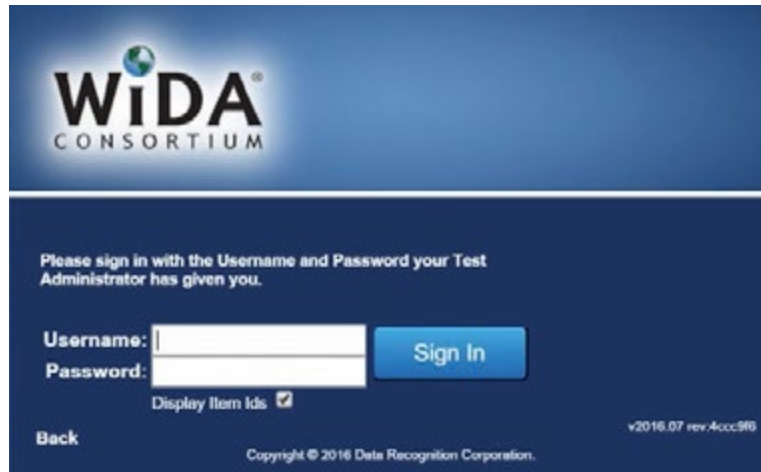 WiDA®
CONSORTIUM
Please sign in with the Username and Password your Test
Administrator has given you.
Username:
Sign In
Password:
Display Item Ids
v2016.07 rev:4ccc9f6
Back
Copyright © 2016 Data Recognition Corporation.